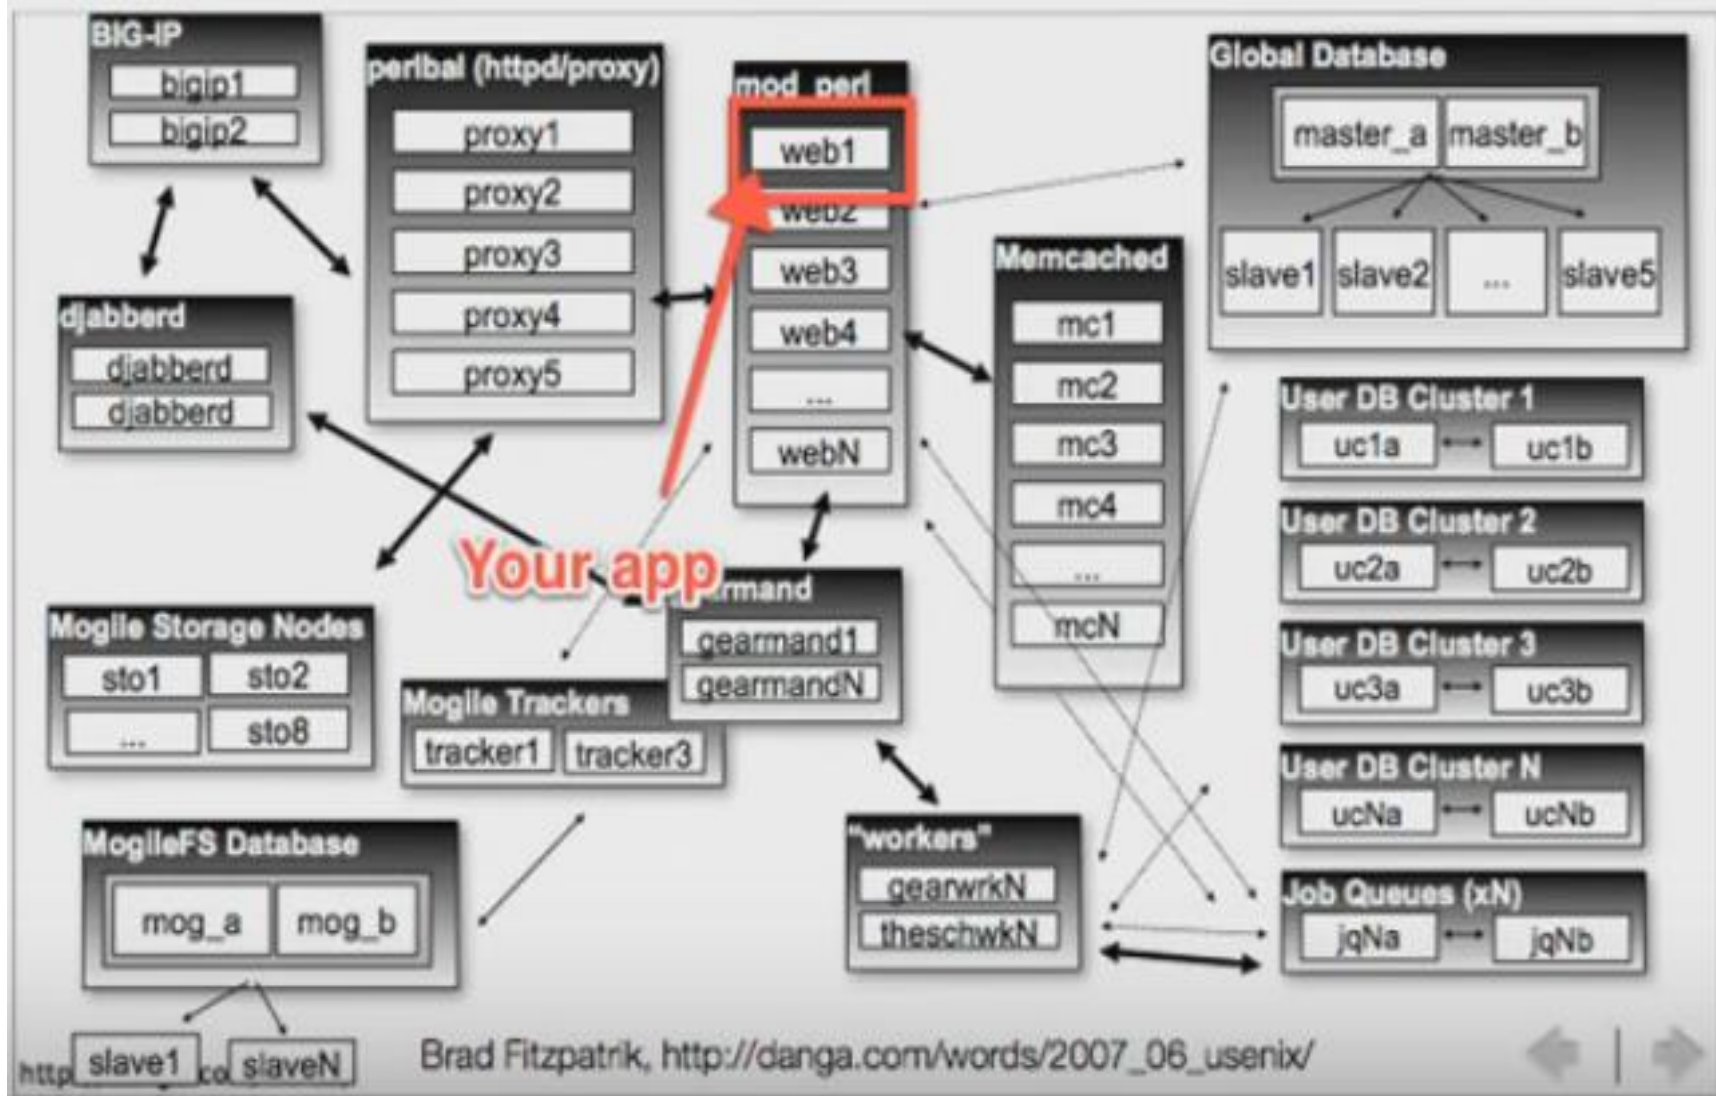 BIG-IP
bigip1
bigip2
perlbal (httpd/proxy)
proxy1
proxy2
proxy3
proxy4
proxy5
mod_perl
web1
web2
web3
web4
...
webN
Global Database
master_a master_b
slave1 slave2 ... slave5
Memcached
mc1
mc2
mc3
mc4
...
mcN
djabberd
djabberd
djabberd
User DB Cluster 1
uc1a uc1b
User DB Cluster 2
uc2a uc2b
User DB Cluster 3
uc3a uc3b
User DB Cluster N
ucNa ucNb
Job Queues (xN)
jqNa jqNb
Your app
rmand
gearmand1
gearmandN
Mogile Storage Nodes
sto1 sto2
... sto8
Mogile Trackers
tracker1 tracker3
MogileFS Database
mog_a mog_b
slave1 slaveN
"workers"
gearwrkN
theschwkN
Brad Fitzpatrik, http://danga.com/words/2007_06_usenix/
http